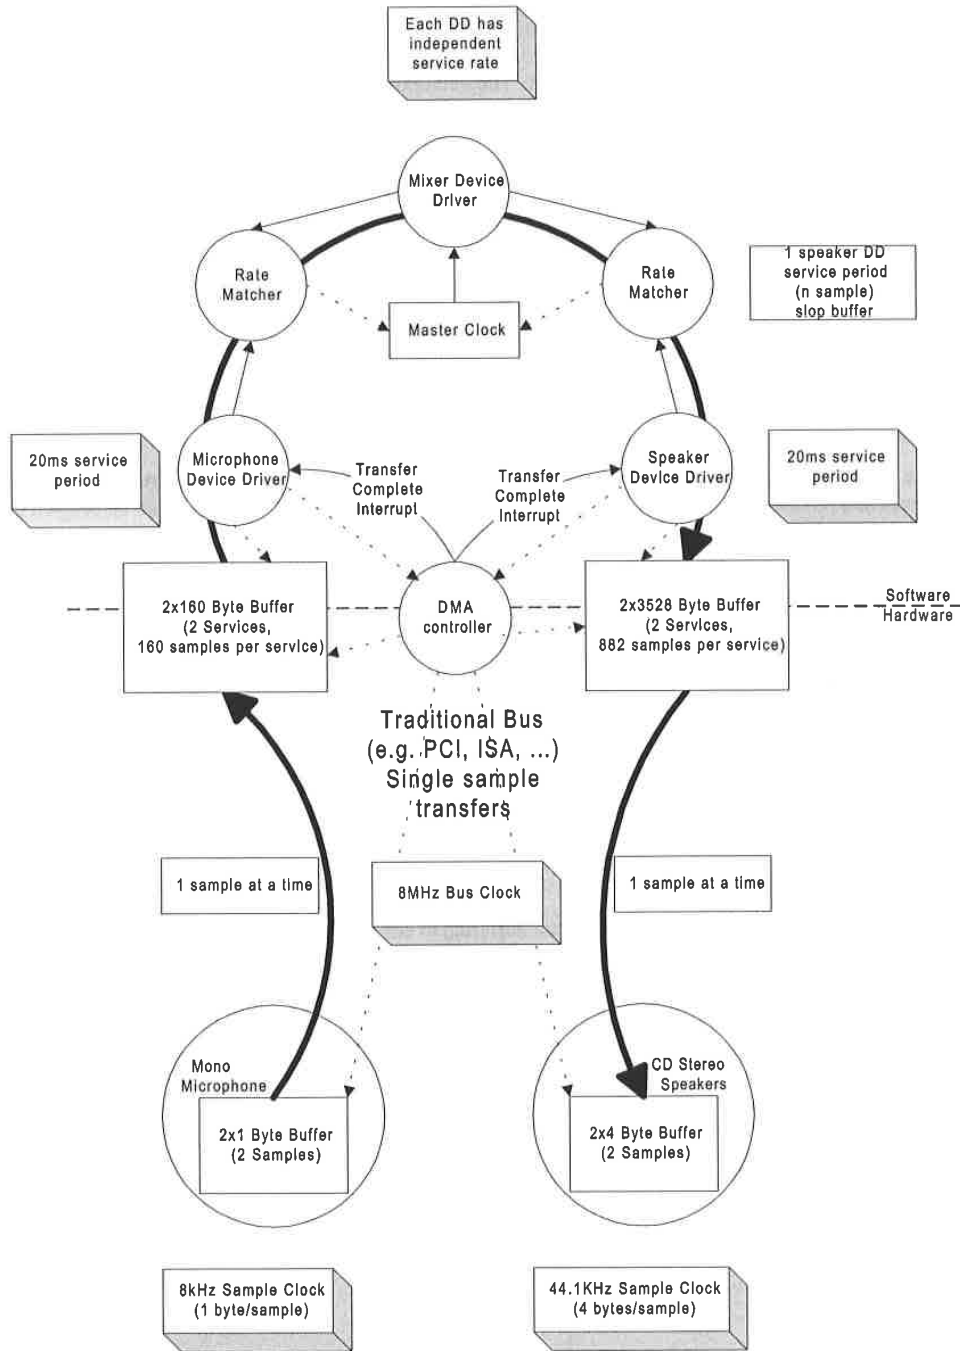 Each DD has
independent
service rate
Mixer Device
Driver
Rate
Matcher
Rate
Matcher
1 speaker DD
service period
(n sample)
slop buffer
Master Clock
20ms service
period
Microphone
Device Driver
Transfer
Complete
Interrupt
Transfer
Complete
Interrupt
Speaker
Device Driver
20ms service
period
2x160 Byte Buffer
(2 Services,
160 samples per service)
DMA
controller
2x3528 Byte Buffer
(2 Services,
882 samples per service)
Software
Hardware
Traditional Bus
(e.g. PCI, ISA, ...)
Single sample
transfers
1 sample at a time
8MHz Bus Clock
1 sample at a time
Mono
Microphone
2x1 Byte Buffer
(2 Samples)
CD Stereo
Speakers
2x4 Byte Buffer
(2 Samples)
8kHz Sample Clock
(1 byte/sample)
44.1KHz Sample Clock
(4 bytes/sample)